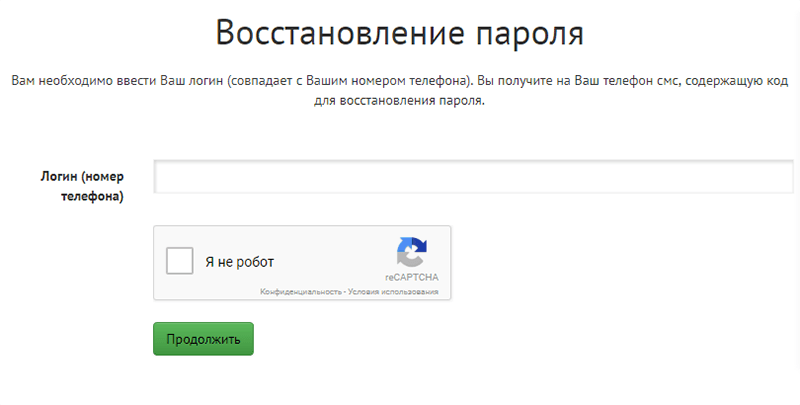 Восстановление пароля
Вам необходимо ввести Ваш логин (совпадает с Вашим номером телефона). Вы получите на Ваш телефон смс, содержащую код
для восстановления пароля.
Логин (номер
телефона)
Я не робот
reCAPTCHA
Конфиденциальность - Условия использования
Продолжить